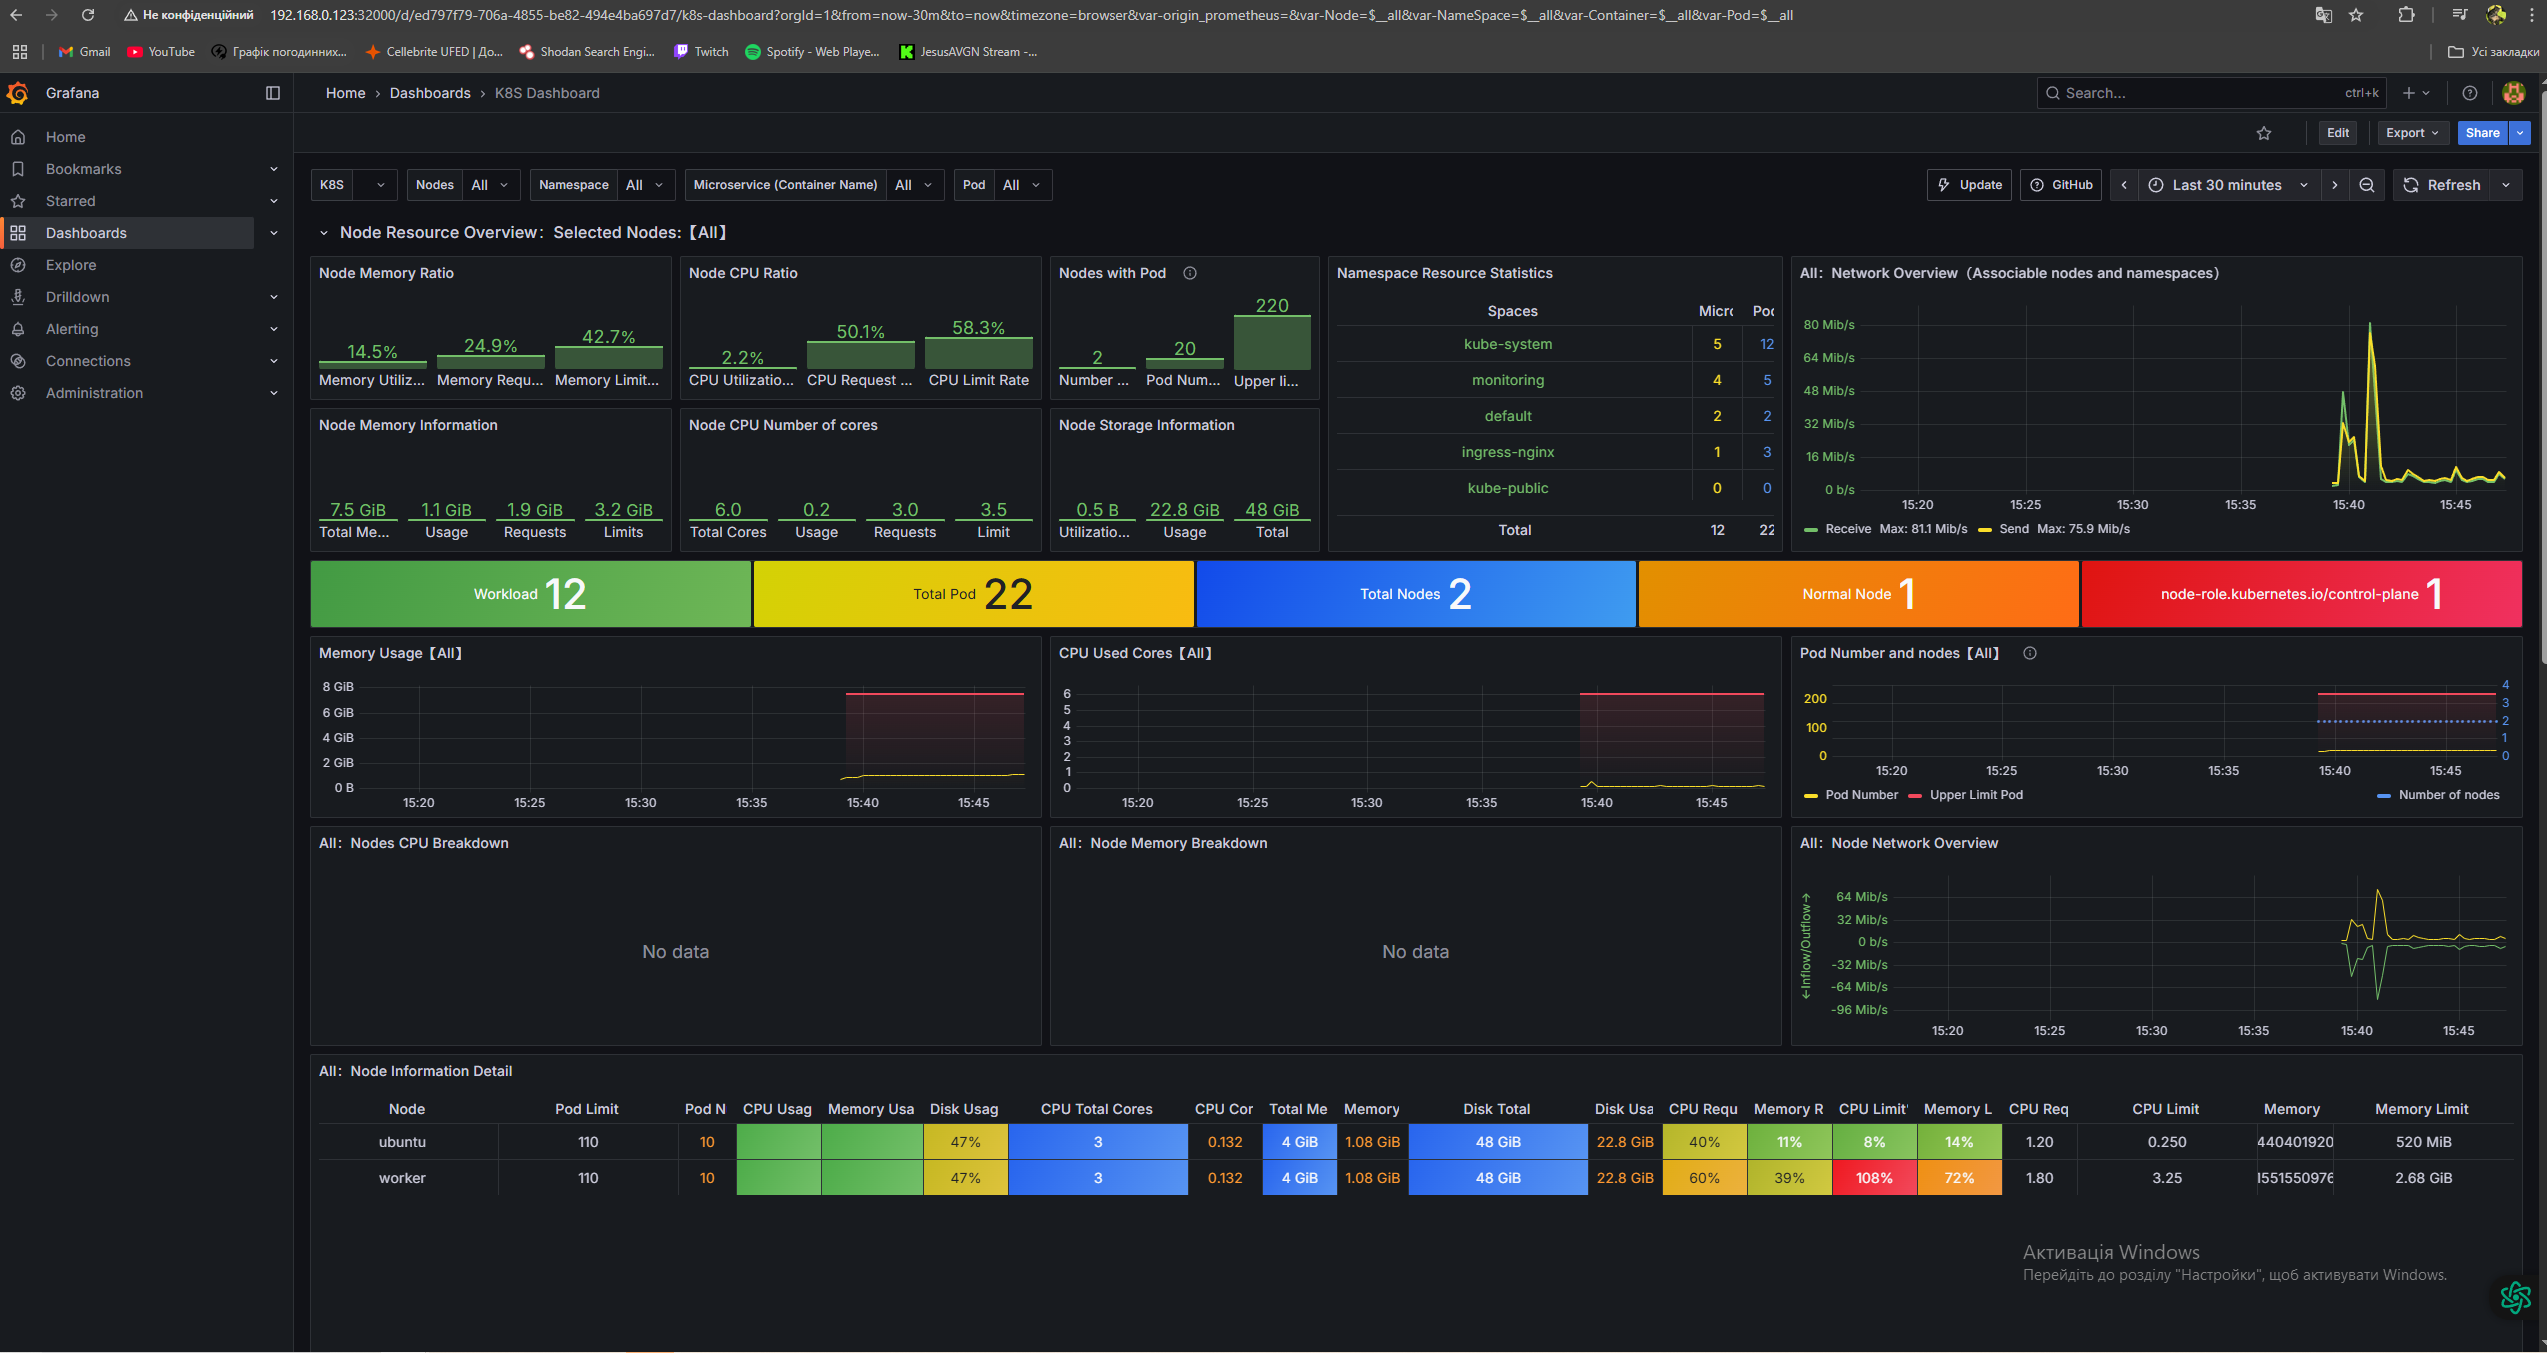 Не конфіденційний 192.168.0.123:32000/d/ed797f79-706a-4855-be82-494e4ba697d7/k8s-dashboard?orgId=1&from=now-30m&to=now&timezone=browser&var-origin_prometheus=&var-Node=$__all&var-NameSpace=$__all&var-Container=$__all&var-Pod=$__all
Gmail YouTube Графік погодинних... Cellebrite UFED | До... Shodan Search Engi... Twitch Spotify - Web Playe... JesusAVGN Stream -... Усі закладки
Grafana Home › Dashboards › K8S Dashboard Search... ctrl+k
Edit Export Share
Home
Bookmarks
Starred
Dashboards
Explore
Drilldown
Alerting
Connections
Administration
K8S Nodes All Namespace All Microservice (Container Name) All Pod All Update GitHub Last 30 minutes Refresh
Node Resource Overview： Selected Nodes:【All】
Node Memory Ratio
14.5% 24.9% 42.7%
Memory Utiliz... Memory Requ... Memory Limit...
Node CPU Ratio
2.2% 50.1% 58.3%
CPU Utilizatio... CPU Request ... CPU Limit Rate
Nodes with Pod
2 20 220
Number ... Pod Num... Upper li...
Node Memory Information
7.5 GiB 1.1 GiB 1.9 GiB 3.2 GiB
Total Me... Usage Requests Limits
Node CPU Number of cores
6.0 0.2 3.0 3.5
Total Cores Usage Requests Limit
Node Storage Information
0.5 B 22.8 GiB 48 GiB
Utilizatio... Usage Total
Namespace Resource Statistics
Spaces Micro Pod
kube-system 5 12
monitoring 4 5
default 2 2
ingress-nginx 1 3
kube-public 0 0
Total 12 22
All：Network Overview（Associable nodes and namespaces）
80 Mib/s
64 Mib/s
48 Mib/s
32 Mib/s
16 Mib/s
0 b/s
15:20 15:25 15:30 15:35 15:40 15:45
Receive Max: 81.1 Mib/s Send Max: 75.9 Mib/s
Workload 12
Total Pod 22
Total Nodes 2
Normal Node 1
node-role.kubernetes.io/control-plane 1
Memory Usage【All】
8 GiB
6 GiB
4 GiB
2 GiB
0 B
15:20 15:25 15:30 15:35 15:40 15:45
CPU Used Cores【All】
6
5
4
3
2
1
0
15:20 15:25 15:30 15:35 15:40 15:45
Pod Number and nodes【All】
200
100
0
4
3
2
1
0
15:20 15:25 15:30 15:35 15:40 15:45
Pod Number Upper Limit Pod Number of nodes
All：Nodes CPU Breakdown
No data
All：Node Memory Breakdown
No data
All：Node Network Overview
←Inflow/Outflow→
64 Mib/s
32 Mib/s
0 b/s
-32 Mib/s
-64 Mib/s
-96 Mib/s
15:20 15:25 15:30 15:35 15:40 15:45
All：Node Information Detail
Node Pod Limit Pod N CPU Usag Memory Usa Disk Usag CPU Total Cores CPU Cor Total Me Memory Disk Total Disk Usa CPU Requ Memory R CPU Limit Memory L CPU Req CPU Limit Memory Memory Limit
ubuntu 110 10 47% 3 0.132 4 GiB 1.08 GiB 48 GiB 22.8 GiB 40% 11% 8% 14% 1.20 0.250 440401920 520 MiB
worker 110 10 47% 3 0.132 4 GiB 1.08 GiB 48 GiB 22.8 GiB 60% 39% 108% 72% 1.80 3.25 1551550976 2.68 GiB
Активація Windows
Перейдіть до розділу "Настройки", щоб активувати Windows.